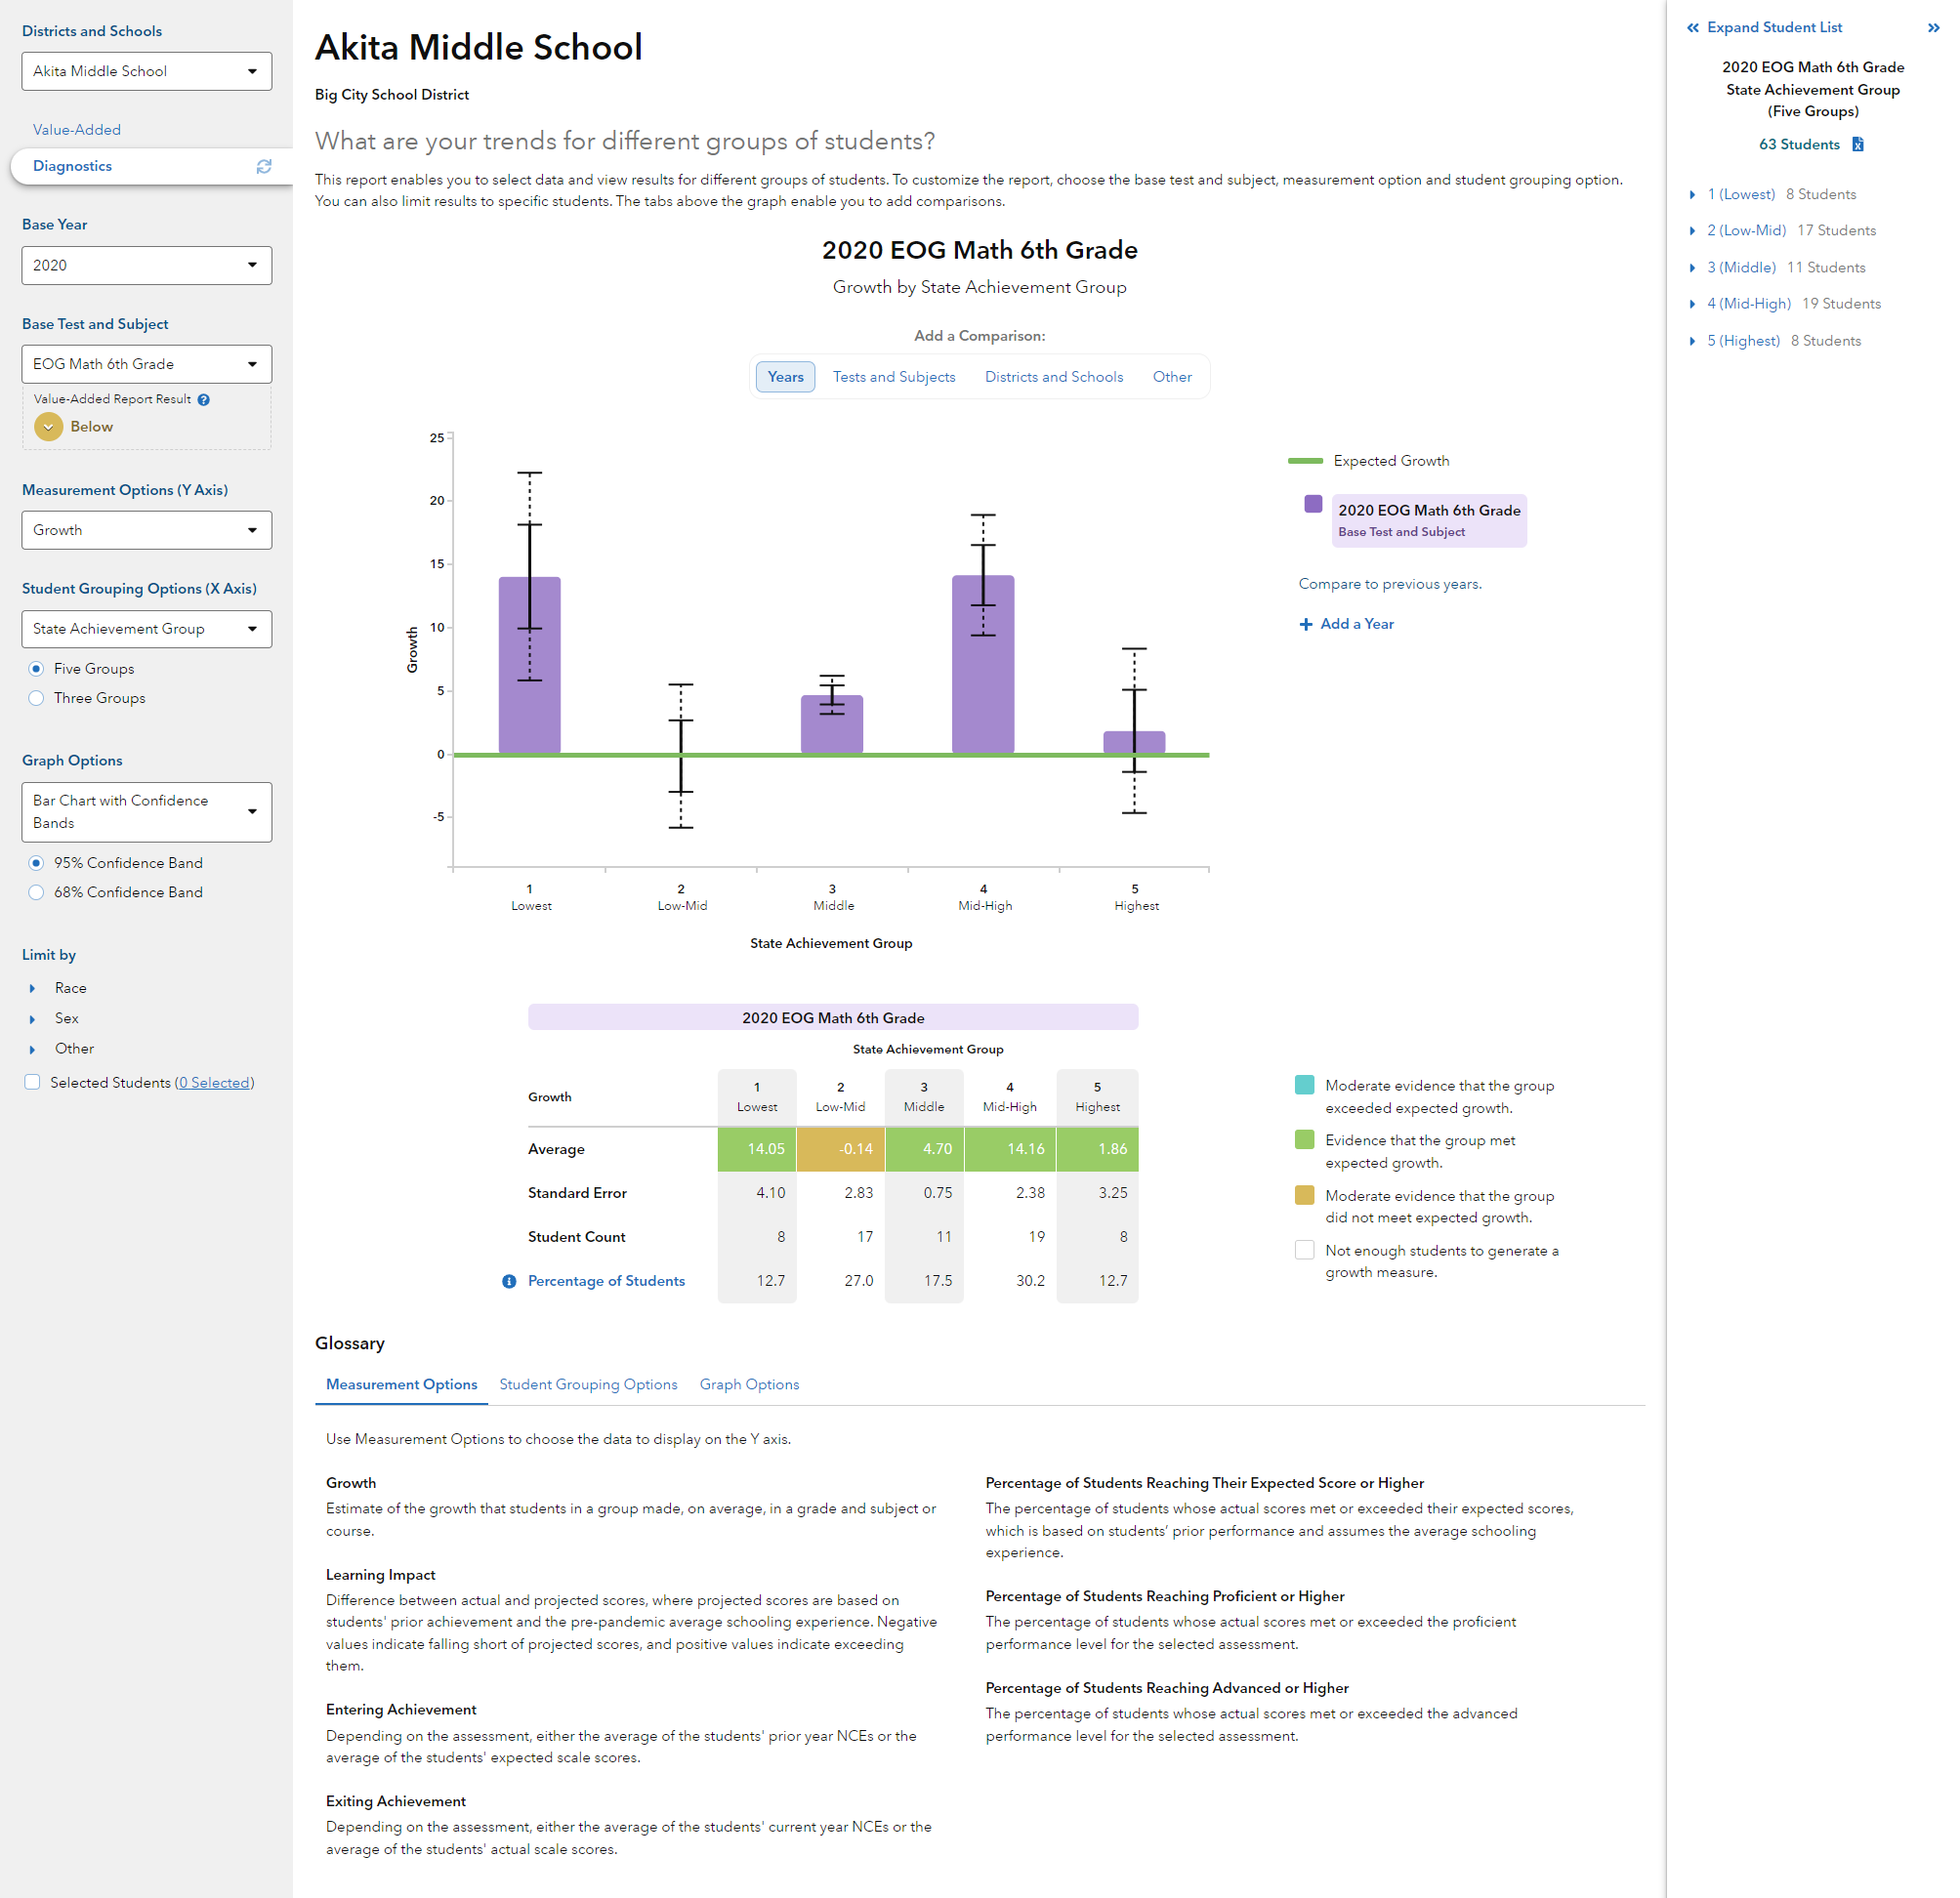 Districts and Schools
Akita Middle School
Value-Added
Diagnostics
Base Year
2020
Base Test and Subject
EOG Math 6th Grade
Value-Added Report Result ?
Below
Measurement Options (Y Axis)
Growth
Student Grouping Options (X Axis)
State Achievement Group
Five Groups
Three Groups
Graph Options
Bar Chart with Confidence
Bands
95% Confidence Band
68% Confidence Band
Limit by
Race
Sex
Other
Selected Students (0 Selected)
Akita Middle School
Big City School District
What are your trends for different groups of students?
This report enables you to select data and view results for different groups of students. To customize the report, choose the base test and subject, measurement option and student grouping option.
You can also limit results to specific students. The tabs above the graph enable you to add comparisons.
2020 EOG Math 6th Grade
Growth by State Achievement Group
Add a Comparison:
Years Tests and Subjects Districts and Schools Other
25
20
15
10
5
0
-5
Growth
1 2 3 4 5
Lowest Low-Mid Middle Mid-High Highest
State Achievement Group
Expected Growth
2020 EOG Math 6th Grade
Base Test and Subject
Compare to previous years.
+ Add a Year
2020 EOG Math 6th Grade
State Achievement Group
Growth
1 2 3 4 5
Lowest Low-Mid Middle Mid-High Highest
Average 14.05 -0.14 4.70 14.16 1.86
Standard Error 4.10 2.83 0.75 2.38 3.25
Student Count 8 17 11 19 8
i Percentage of Students 12.7 27.0 17.5 30.2 12.7
Moderate evidence that the group
exceeded expected growth.
Evidence that the group met
expected growth.
Moderate evidence that the group
did not meet expected growth.
Not enough students to generate a
growth measure.
Glossary
Measurement Options Student Grouping Options Graph Options
Use Measurement Options to choose the data to display on the Y axis.
Growth
Estimate of the growth that students in a group made, on average, in a grade and subject or
course.
Learning Impact
Difference between actual and projected scores, where projected scores are based on
students' prior achievement and the pre-pandemic average schooling experience. Negative
values indicate falling short of projected scores, and positive values indicate exceeding
them.
Entering Achievement
Depending on the assessment, either the average of the students' prior year NCEs or the
average of the students' expected scale scores.
Exiting Achievement
Depending on the assessment, either the average of the students' current year NCEs or the
average of the students' actual scale scores.
Percentage of Students Reaching Their Expected Score or Higher
The percentage of students whose actual scores met or exceeded their expected scores,
which is based on students’ prior performance and assumes the average schooling
experience.
Percentage of Students Reaching Proficient or Higher
The percentage of students whose actual scores met or exceeded the proficient
performance level for the selected assessment.
Percentage of Students Reaching Advanced or Higher
The percentage of students whose actual scores met or exceeded the advanced
performance level for the selected assessment.
Expand Student List
2020 EOG Math 6th Grade
State Achievement Group
(Five Groups)
63 Students
1 (Lowest) 8 Students
2 (Low-Mid) 17 Students
3 (Middle) 11 Students
4 (Mid-High) 19 Students
5 (Highest) 8 Students